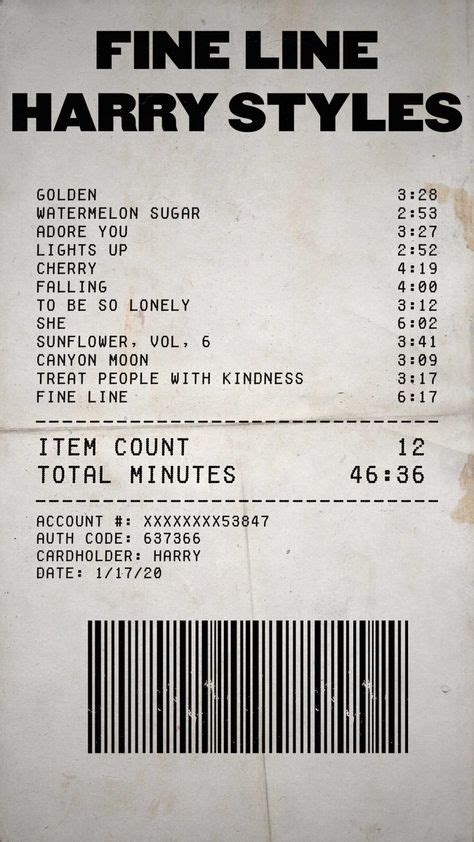 FINE LINE
HARRY STYLES
GOLDEN 3:28
WATERMELON SUGAR 2:53
ADORE YOU 3:27
LIGHTS UP 2:52
CHERRY 4:19
FALLING 4:00
TO BE SO LONELY 3:12
SHE 6:02
SUNFLOWER, VOL, 6 3:41
CANYON MOON 3:09
TREAT PEOPLE WITH KINDNESS 3:17
FINE LINE 6:17
ITEM COUNT 12
TOTAL MINUTES 46:36
ACCOUNT #: XXXXXXXX53847
AUTH CODE: 637366
CARDHOLDER: HARRY
DATE: 1/17/20